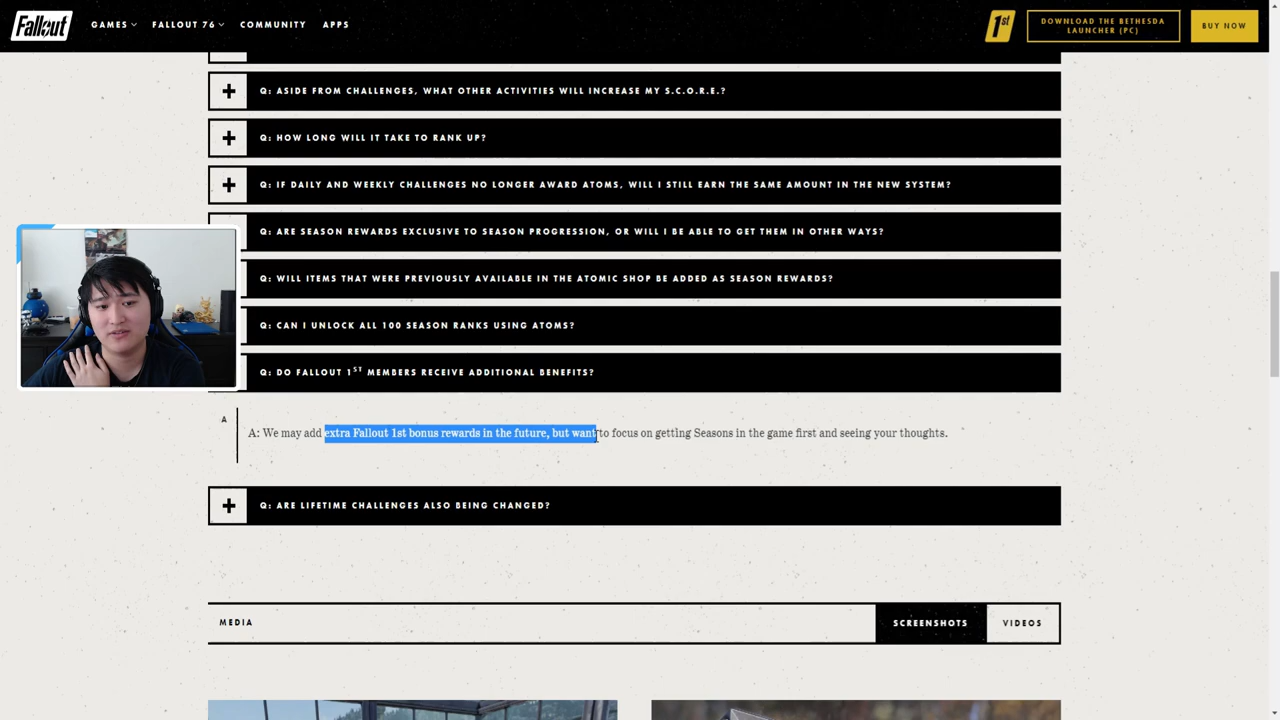 Fallout
GAMES
FALLOUT 76
COMMUNITY
APPS
1st
DOWNLOAD THE BETHESDA
LAUNCHER (PC)
BUY NOW
Q: ASIDE FROM CHALLENGES, WHAT OTHER ACTIVITIES WILL INCREASE MY S.C.O.R.E.?
Q: HOW LONG WILL IT TAKE TO RANK UP?
Q: IF DAILY AND WEEKLY CHALLENGES NO LONGER AWARD ATOMS, WILL I STILL EARN THE SAME AMOUNT IN THE NEW SYSTEM?
Q: ARE SEASON REWARDS EXCLUSIVE TO SEASON PROGRESSION, OR WILL I BE ABLE TO GET THEM IN OTHER WAYS?
Q: WILL ITEMS THAT WERE PREVIOUSLY AVAILABLE IN THE ATOMIC SHOP BE ADDED AS SEASON REWARDS?
Q: CAN I UNLOCK ALL 100 SEASON RANKS USING ATOMS?
Q: DO FALLOUT 1ST MEMBERS RECEIVE ADDITIONAL BENEFITS?
A
A: We may add extra Fallout 1st bonus rewards in the future, but want to focus on getting Seasons in the game first and seeing your thoughts.
Q: ARE LIFETIME CHALLENGES ALSO BEING CHANGED?
MEDIA
SCREENSHOTS
VIDEOS